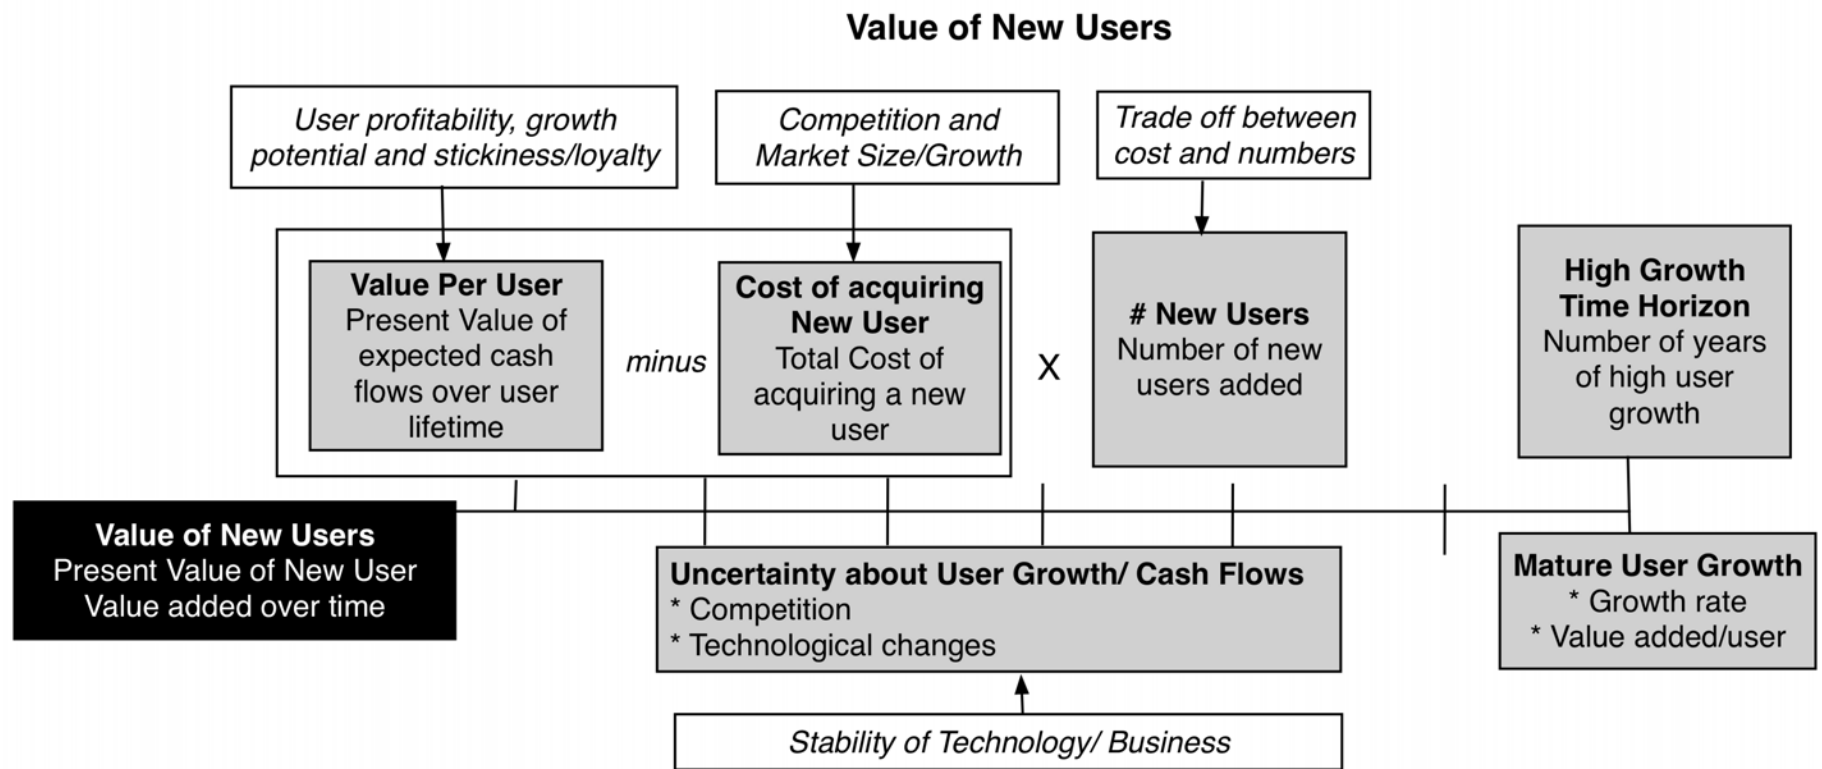 Value of New Users
User profitability, growth
potential and stickiness/loyalty
Competition and
Market Size/Growth
Trade off between
cost and numbers
Value Per User
Present Value of
expected cash
flows over user
lifetime
minus
Cost of acquiring
New User
Total Cost of
acquiring a new
user
X
# New Users
Number of new
users added
High Growth
Time Horizon
Number of years
of high user
growth
Value of New Users
Present Value of New User
Value added over time
Uncertainty about User Growth/ Cash Flows
* Competition
* Technological changes
Mature User Growth
* Growth rate
* Value added/user
Stability of Technology/ Business